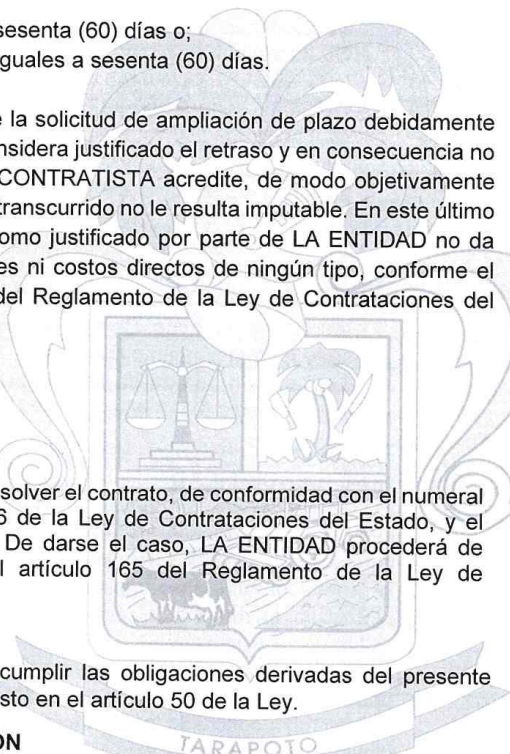 sesenta (60) días o;
guales a sesenta (60) días.
e la solicitud de ampliación de plazo debidamente
nsidera justificado el retraso y en consecuencia no
CONTRATISTA acredite, de modo objetivamente
transcurrido no le resulta imputable. En este último
omo justificado por parte de LA ENTIDAD no da
es ni costos directos de ningún tipo, conforme el
del Reglamento de la Ley de Contrataciones del
solver el contrato, de conformidad con el numeral
6 de la Ley de Contrataciones del Estado, y el
De darse el caso, LA ENTIDAD procederá de
l artículo 165 del Reglamento de la Ley de
cumplir las obligaciones derivadas del presente
sto en el artículo 50 de la Ley.
ON
TARAPOTO